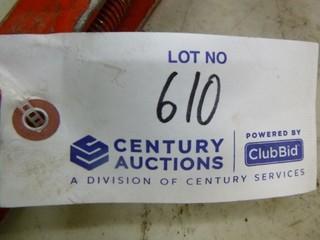 LOT NO
610
CENTURY
AUCTIONS
POWERED BY
ClubBid
A DIVISION OF CENTURY SERVICES